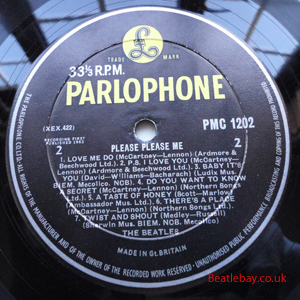 TRADE MARK
33⅓ R.P.M.
PARLOPHONE
(XEX.422)
PMC 1202
RECORDING FIRST
PUBLISHED 1963
PLEASE PLEASE ME
2
2
1. LOVE ME DO (McCartney—Lennon) (Ardmore &
Beechwood Ltd.) 2. P.S. I LOVE YOU (McCartney—
Lennon) (Ardmore & Beechwood Ltd.) 3. BABY IT'S
YOU (David—Williams—Bacharach) (Ludix Mus.
BIEM. Mecolico. NCB). 4. DO YOU WANT TO KNOW
A SECRET (McCartney—Lennon) (Northern Songs
Ltd.) 5. A TASTE OF HONEY (Scott—Marlow)
(Ambassador Mus. Ltd.) 6. THERE'S A PLACE
(McCartney—Lennon) (Northern Songs Ltd.)
7. TWIST AND SHOUT (Medley—Russell)
(Sherwin Mus. BIEM. NCB. Mecolico)
THE BEATLES
MADE IN GT. BRITAIN
THE PARLOPHONE CO. LTD. ALL RIGHTS OF THE MANUFACTURER AND OF THE OWNER OF THE RECORDED WORK RESERVED
UNAUTHORISED PUBLIC PERFORMANCE BROADCASTING AND COPYING OF THIS RECORD PROHIBITED
Beatlebay.co.uk